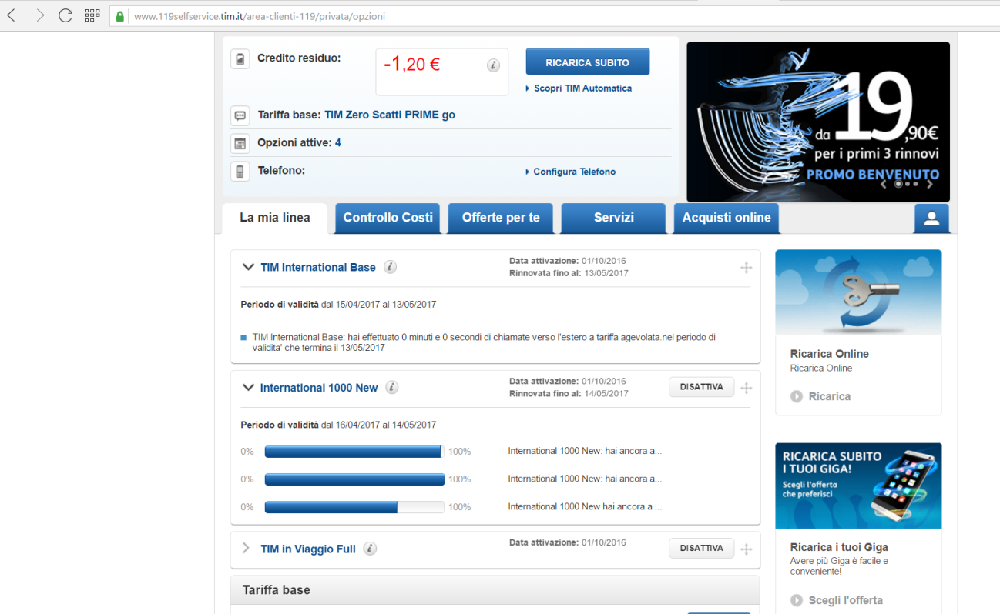 www.119selfservice.tim.it/area-clienti-119/privata/opzioni
Credito residuo:
-1,20 €
i
RICARICA SUBITO
Scopri TIM Automatica
Tariffa base: TIM Zero Scatti PRIME go
Opzioni attive: 4
Telefono:
Configura Telefono
da 19,90€
per i primi 3 rinnovi
PROMO BENVENUTO
La mia linea
Controllo Costi
Offerte per te
Servizi
Acquisti online
TIM International Base i
Data attivazione: 01/10/2016
Rinnovata fino al: 13/05/2017
Periodo di validità dal 15/04/2017 al 13/05/2017
TIM International Base: hai effettuato 0 minuti e 0 secondi di chiamate verso l'estero a tariffa agevolata.nel periodo di
validita' che termina il 13/05/2017
International 1000 New i
Data attivazione: 01/10/2016
Rinnovata fino al: 14/05/2017
DISATTIVA
Periodo di validità dal 16/04/2017 al 14/05/2017
0% 100% International 1000 New: hai ancora a...
0% 100% International 1000 New: hai ancora a...
0% 100% International 1000 New hai ancora a ...
TIM in Viaggio Full i
Data attivazione: 01/10/2016
DISATTIVA
Tariffa base
Ricarica Online
Ricarica Online
Ricarica
RICARICA SUBITO
I TUOI GIGA!
Scegli l'offerta
che preferisci
Ricarica i tuoi Giga
Avere più Giga è facile e
conveniente!
Scegli l'offerta